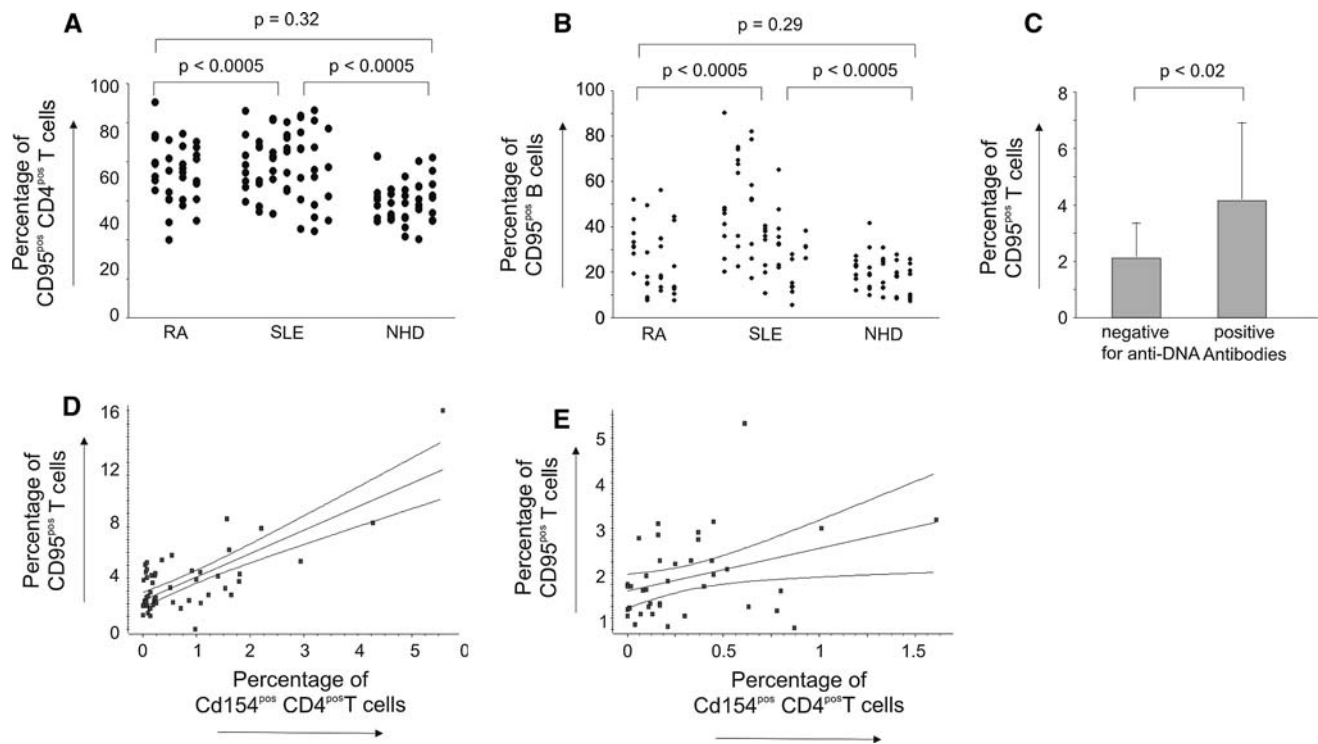 A
p = 0.32
p < 0.0005
p < 0.0005
Percentage of
CD95pos CD4pos T cells
100
80
60
40
20
0
RA
SLE
NHD
B
p = 0.29
p < 0.0005
p < 0.0005
Percentage of
CD95pos B cells
100
80
60
40
20
0
RA
SLE
NHD
C
p < 0.02
Percentage of
CD95pos T cells
8
6
4
2
0
negative
positive
for anti-DNA Antibodies
D
Percentage of
CD95pos T cells
16
12
8
4
0
0
1
2
3
4
5
0
Percentage of
Cd154pos CD4posT cells
E
Percentage of
CD95pos T cells
5
4
3
2
1
0
0.5
1
1.5
Percentage of
Cd154pos CD4posT cells